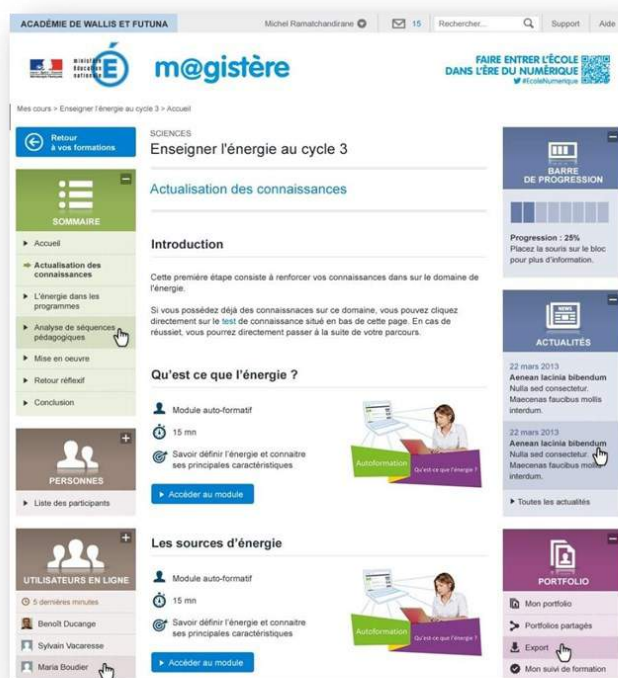 ACADÉMIE DE WALLIS ET FUTUNA
Michel Ramatchandirane
15
Rechercher...
Support
Aide
ministère
éducation
nationale
É
m@gistère
FAIRE ENTRER L'ÉCOLE
DANS L'ÈRE DU NUMÉRIQUE
#EcoleNumerique
Mes cours > Enseigner l'énergie au cycle 3 > Accueil
Retour
à vos formations
SOMMAIRE
Accueil
Actualisation des
connaissances
L'énergie dans les
programmes
Analyse de séquences
pédagogiques
Mise en oeuvre
Retour réflexif
Conclusion
PERSONNES
Liste des participants
UTILISATEURS EN LIGNE
5 dernières minutes
Benoît Ducange
Sylvain Vacaresse
Maria Boudier
SCIENCES
Enseigner l'énergie au cycle 3
Actualisation des connaissances
Introduction
Cette première étape consiste à renforcer vos connaissances dans sur le domaine de
l'énergie.
Si vous possédez déjà des connaissnaces sur ce domaine, vous pouvez cliquez
directement sur le test de connaissance situé en bas de cette page. En cas de
réussiet, vous pourrez directement passer à la suite de votre parcours.
Qu'est ce que l'énergie ?
Module auto-formatif
15 mn
Savoir définir l'énergie et connaitre
ses principales caractéristiques
Accéder au module
Autoformation
Qu'est ce que l'énergie ?
Les sources d'énergie
Module auto-formatif
15 mn
Savoir définir l'énergie et connaitre
ses principales caractéristiques
Accéder au module
Autoformation
Qu'est ce que l'énergie ?
BARRE
DE PROGRESSION
Progression : 25%
Placez la souris sur le bloc
pour plus d'information.
NEWS
ACTUALITÉS
22 mars 2013
Aenean lacinia bibendum
Nulla sed consectetur.
Maecenas faucibus mollis
interdum.
22 mars 2013
Aenean lacinia bibendum
Nulla sed consectetur.
Maecenas faucibus mollis
interdum.
Toutes les actualités
PORTFOLIO
Mon portfolio
Portfolios partagés
Export
Mon suivi de formation